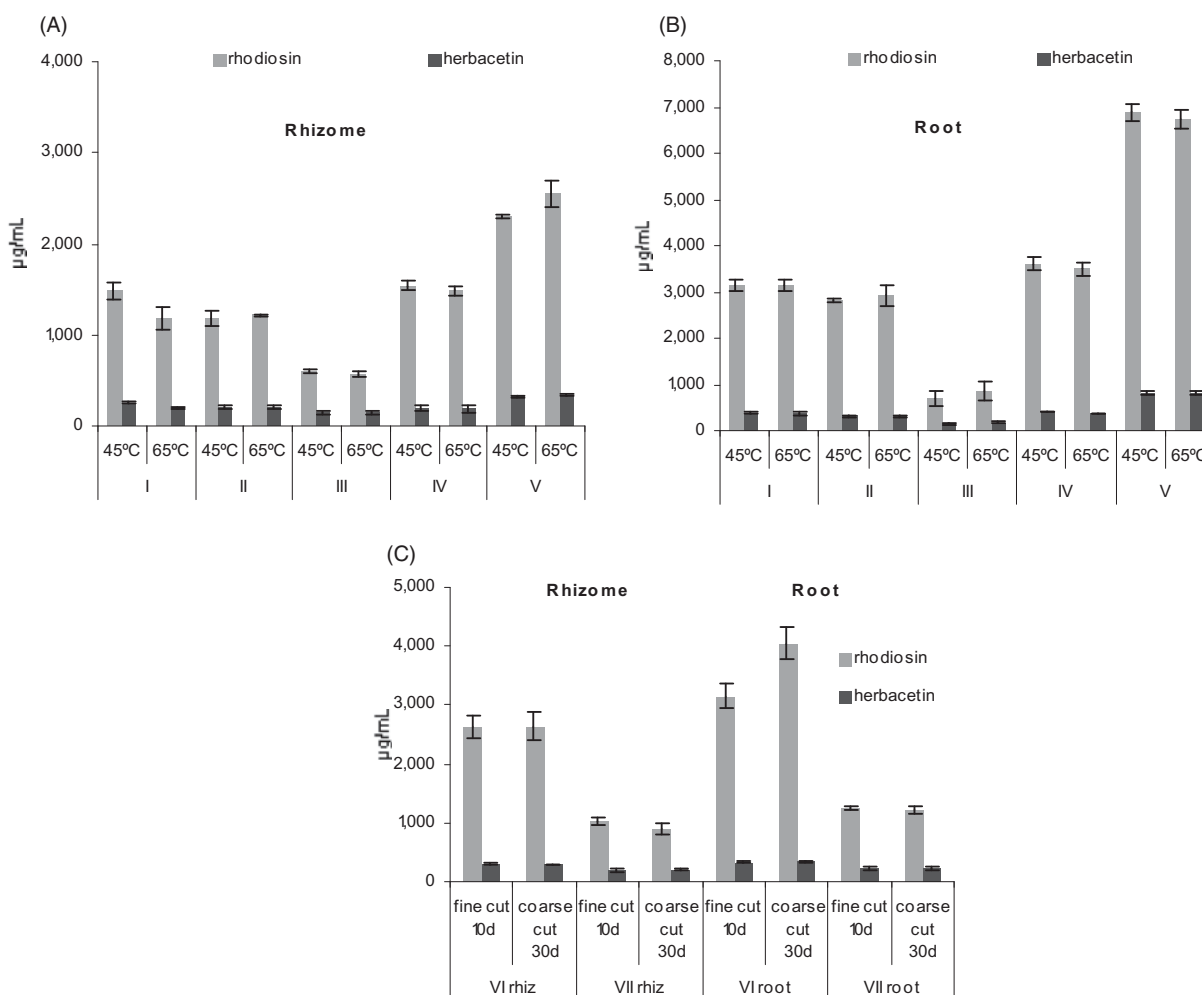 (A)
4,000
rhodiosin herbacetin
Rhizome
3,000
2,000
µg/mL
1,000
0
45ºC 65ºC 45ºC 65ºC 45ºC 65ºC 45ºC 65ºC 45ºC 65ºC
I II III IV V
(B)
8,000
rhodiosin herbacetin
7,000
Root
6,000
5,000
µg/mL
4,000
3,000
2,000
1,000
0
45ºC 65ºC 45ºC 65ºC 45ºC 65ºC 45ºC 65ºC 45ºC 65ºC
I II III IV V
(C)
5,000
Rhizome Root
4,000
rhodiosin
herbacetin
3,000
µg/mL
2,000
1,000
0
fine cut coarse fine cut coarse fine cut coarse fine cut coarse
10d cut 10d cut 10d cut 10d cut
30d 30d 30d 30d
VI rhiz VII rhiz VI root VII root